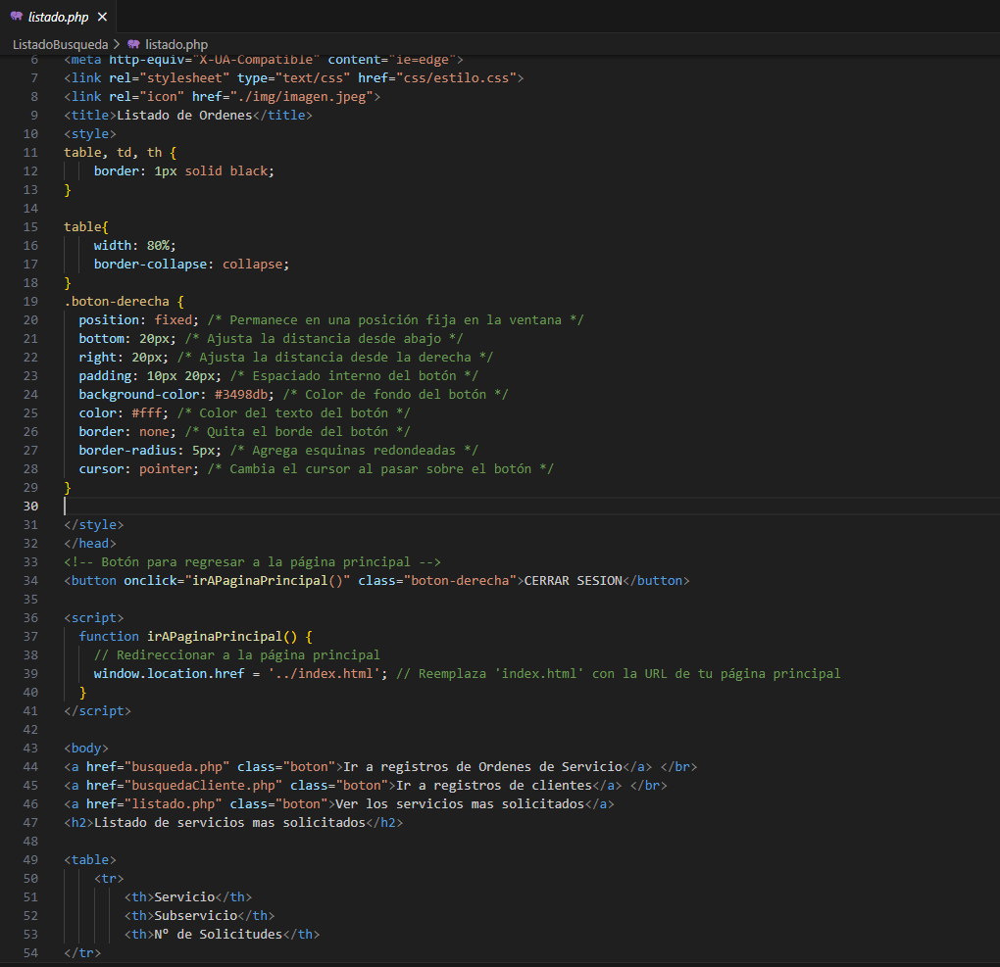 listado.php ×
ListadoBusqueda > listado.php
6 <meta http-equiv="X-UA-Compatible" content="ie=edge">
7 <link rel="stylesheet" type="text/css" href="css/estilo.css">
8 <link rel="icon" href="./img/imagen.jpeg">
9 <title>Listado de Ordenes</title>
10 <style>
11 table, td, th {
12     border: 1px solid black;
13 }
14
15 table{
16     width: 80%;
17     border-collapse: collapse;
18 }
19 .boton-derecha {
20   position: fixed; /* Permanece en una posición fija en la ventana */
21   bottom: 20px; /* Ajusta la distancia desde abajo */
22   right: 20px; /* Ajusta la distancia desde la derecha */
23   padding: 10px 20px; /* Espaciado interno del botón */
24   background-color: #3498db; /* Color de fondo del botón */
25   color: #fff; /* Color del texto del botón */
26   border: none; /* Quita el borde del botón */
27   border-radius: 5px; /* Agrega esquinas redondeadas */
28   cursor: pointer; /* Cambia el cursor al pasar sobre el botón */
29 }
30
31 </style>
32 </head>
33 <!-- Botón para regresar a la página principal -->
34 <button onclick="irAPaginaPrincipal()" class="boton-derecha">CERRAR SESION</button>
35
36 <script>
37   function irAPaginaPrincipal() {
38     // Redireccionar a la página principal
39     window.location.href = '../index.html'; // Reemplaza 'index.html' con la URL de tu página principal
40   }
41 </script>
42
43 <body>
44 <a href="busqueda.php" class="boton">Ir a registros de Ordenes de Servicio</a> </br>
45 <a href="busquedaCliente.php" class="boton">Ir a registros de clientes</a> </br>
46 <a href="listado.php" class="boton">Ver los servicios mas solicitados</a>
47 <h2>Listado de servicios mas solicitados</h2>
48
49 <table>
50     <tr>
51         <th>Servicio</th>
52         <th>Subservicio</th>
53         <th>Nº de Solicitudes</th>
54 </tr>